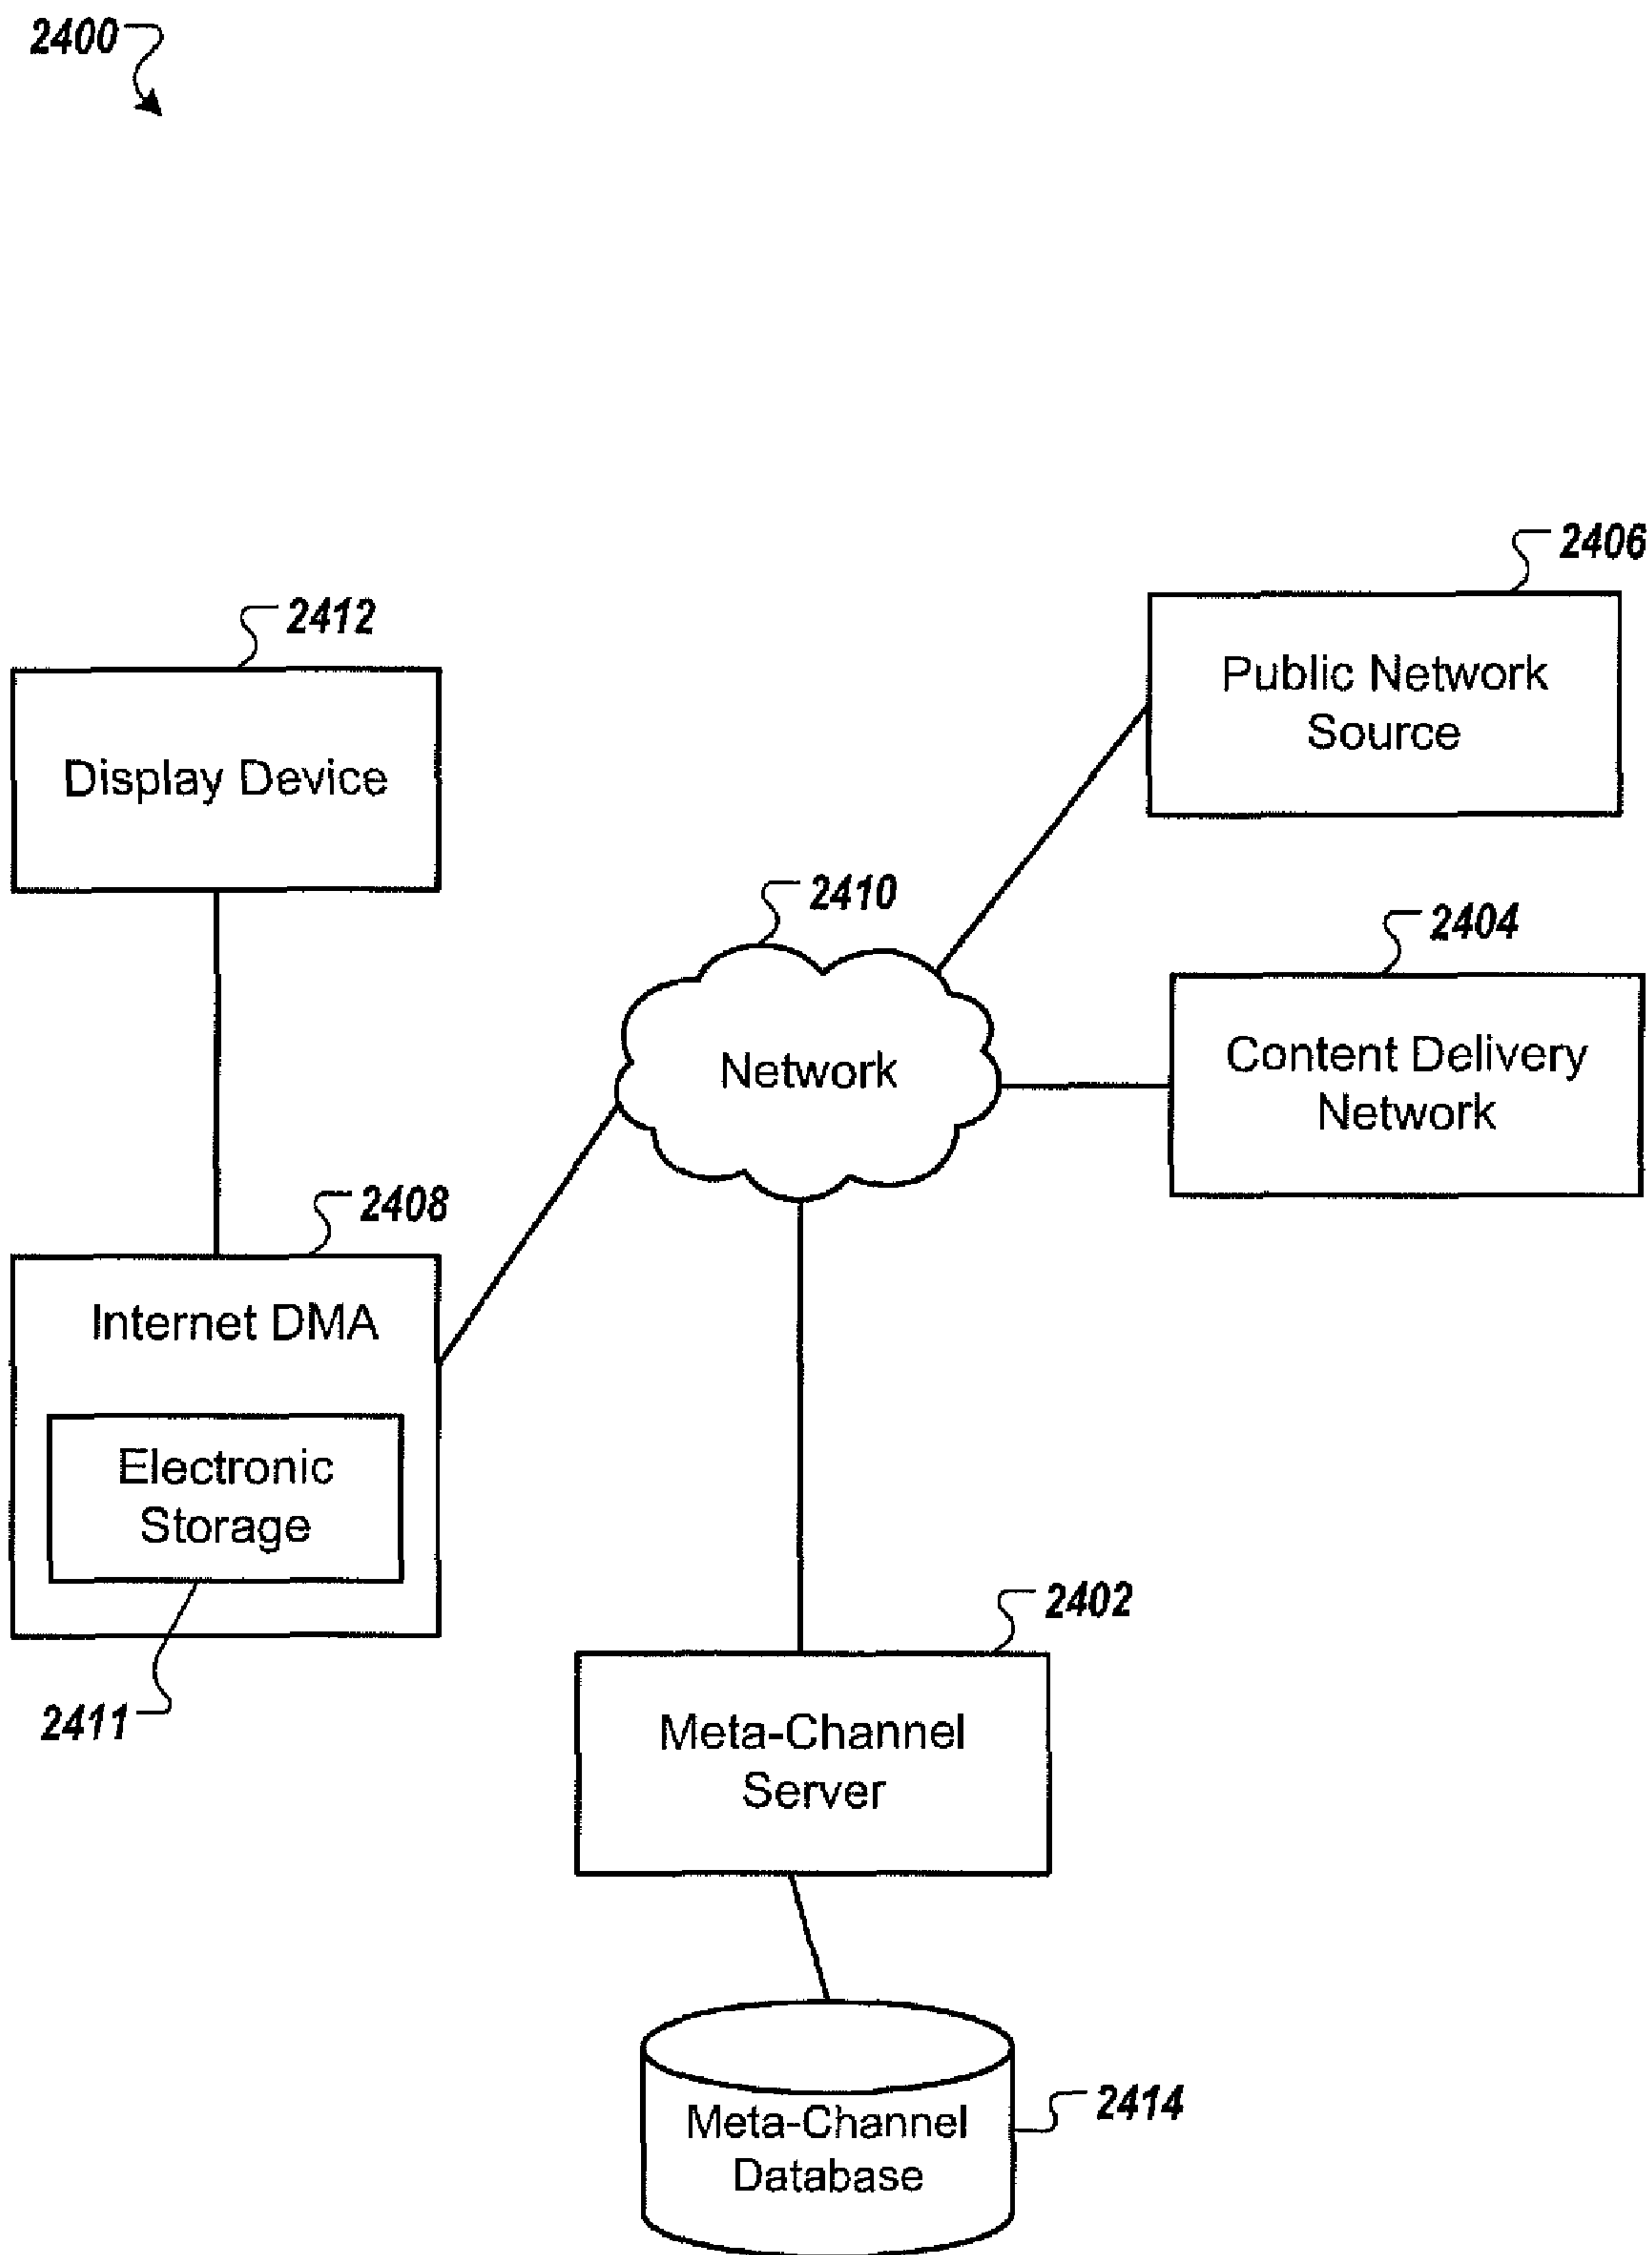 2400
2406
Public Network
Source
2412
Display Device
2410
Network
2404
Content Delivery
Network
2408
Internet DMA
Electronic
Storage
2411
2402
Meta-Channel
Server
2414
Meta-Channel
Database